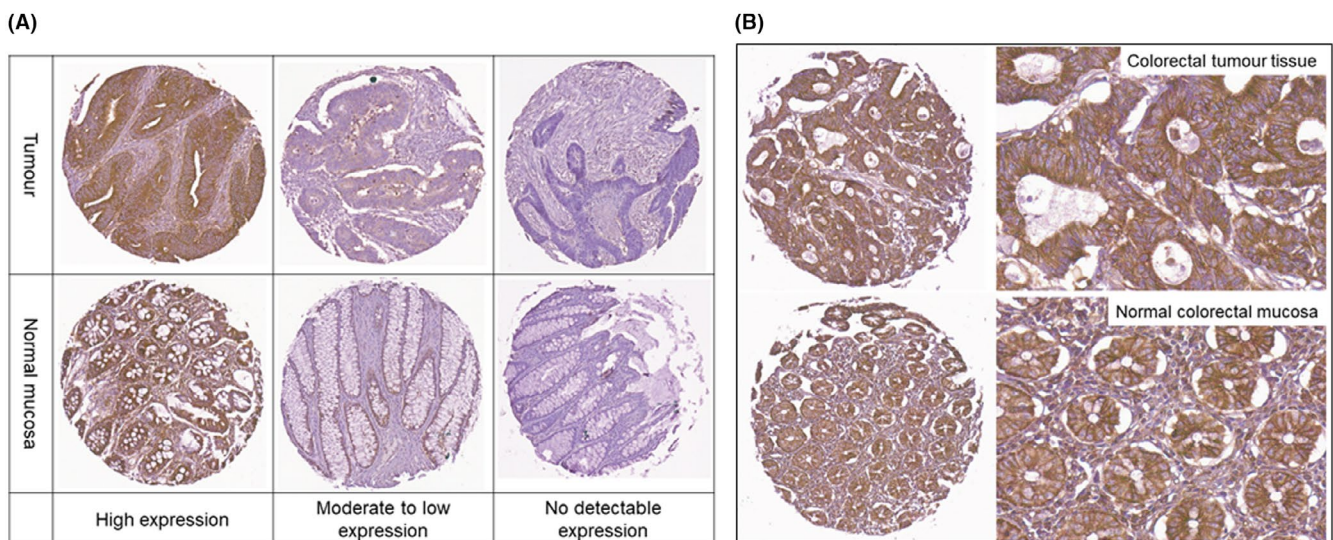 (A)
Tumour
Normal mucosa
High expression
Moderate to low
expression
No detectable
expression
(B)
Colorectal tumour tissue
Normal colorectal mucosa